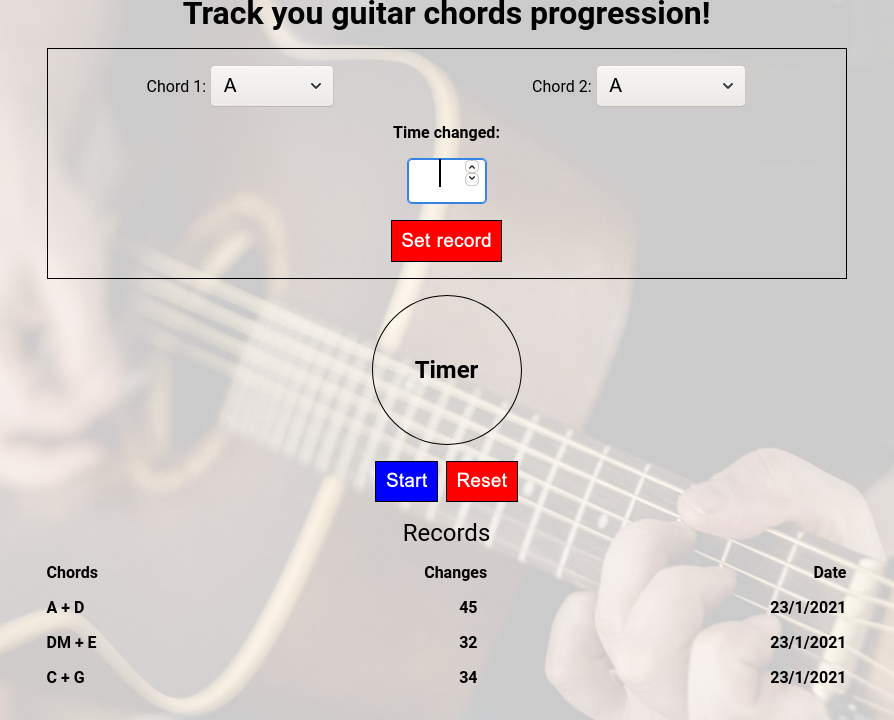 Track you guitar chords progression!
Chord 1: A
Chord 2: A
Time changed:
Set record
Timer
Start Reset
Records
Chords Changes Date
A + D 45 23/1/2021
DM + E 32 23/1/2021
C + G 34 23/1/2021